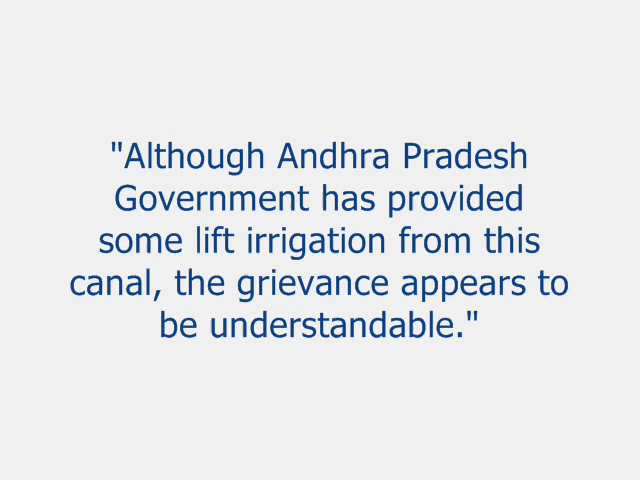 "Although Andhra Pradesh
Government has provided
some lift irrigation from this
canal, the grievance appears to
be understandable."